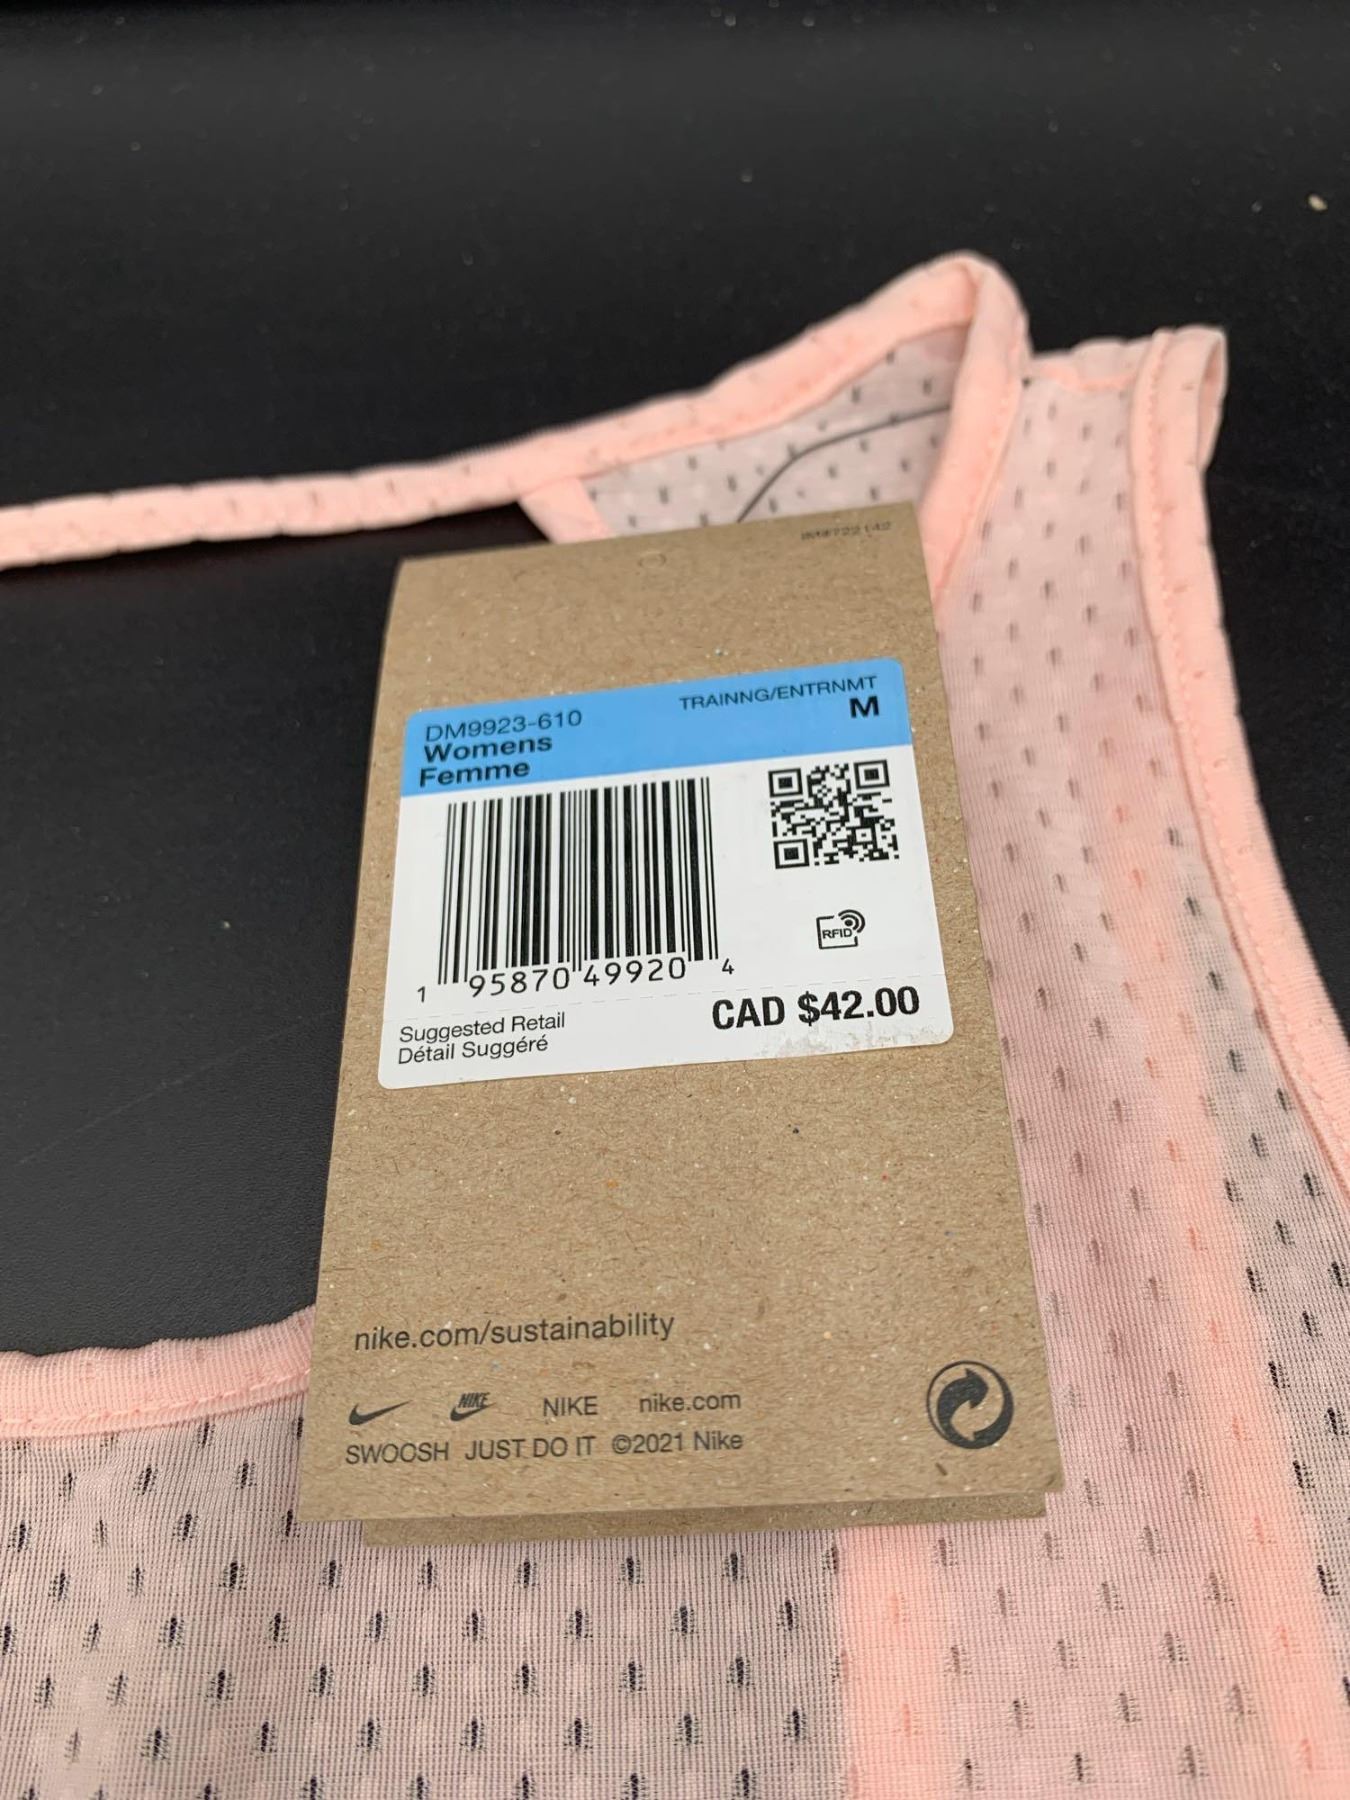 DM9923-610
TRAINNG/ENTRNMT
Womens
M
Femme
RFID
1 95870 49920 4
Suggested Retail
Détail Suggéré
CAD $42.00
nike.com/sustainability
NIKE NIKE nike.com
SWOOSH JUST DO IT ©2021 Nike